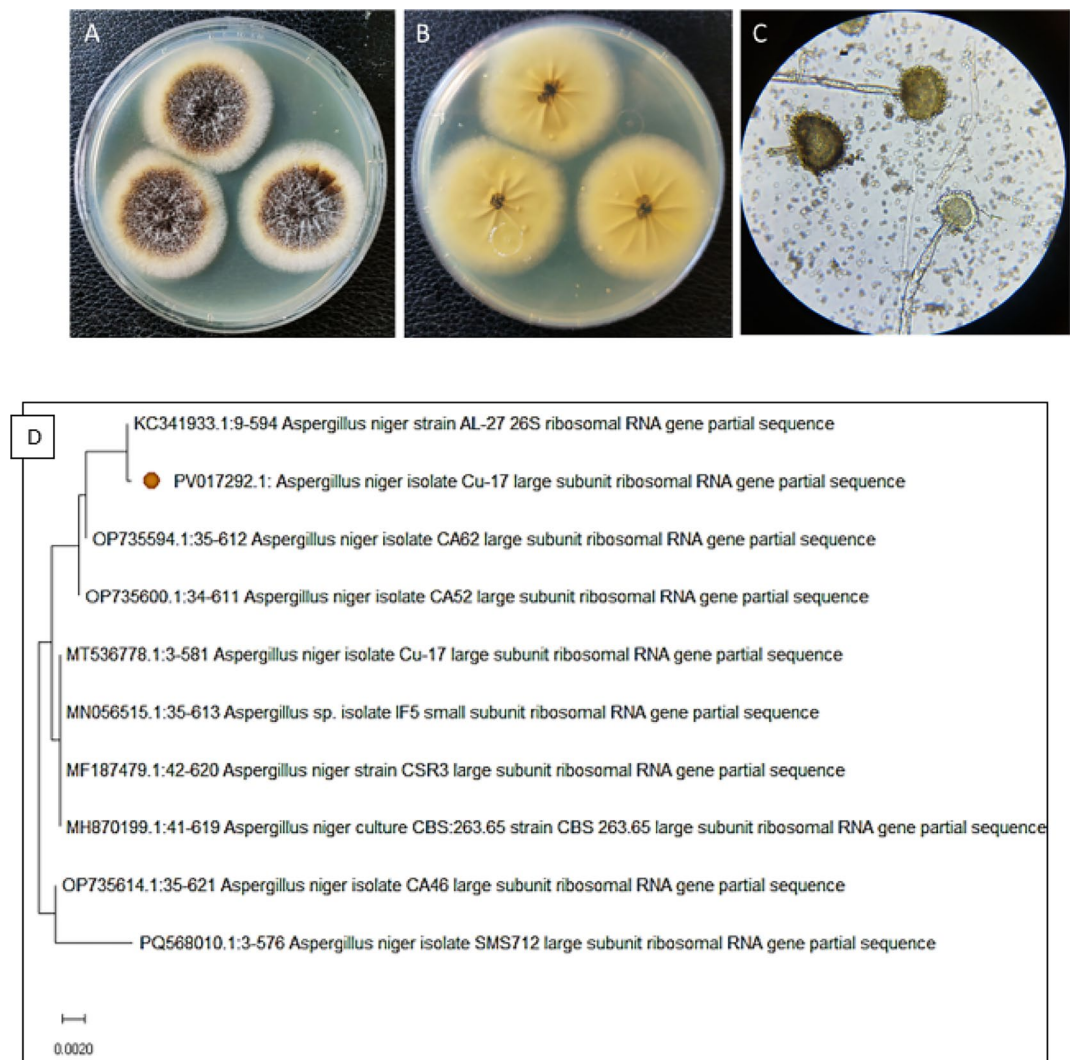 A
B
C
D
KC341933.1:9-594 Aspergillus niger strain AL-27 26S ribosomal RNA gene partial sequence
PV017292.1: Aspergillus niger isolate Cu-17 large subunit ribosomal RNA gene partial sequence
OP735594.1:35-612 Aspergillus niger isolate CA62 large subunit ribosomal RNA gene partial sequence
OP735600.1:34-611 Aspergillus niger isolate CA52 large subunit ribosomal RNA gene partial sequence
MT536778.1:3-581 Aspergillus niger isolate Cu-17 large subunit ribosomal RNA gene partial sequence
MN056515.1:35-613 Aspergillus sp. isolate IF5 small subunit ribosomal RNA gene partial sequence
MF187479.1:42-620 Aspergillus niger strain CSR3 large subunit ribosomal RNA gene partial sequence
MH870199.1:41-619 Aspergillus niger culture CBS:263.65 strain CBS 263.65 large subunit ribosomal RNA gene partial sequence
OP735614.1:35-621 Aspergillus niger isolate CA46 large subunit ribosomal RNA gene partial sequence
PQ568010.1:3-576 Aspergillus niger isolate SMS712 large subunit ribosomal RNA gene partial sequence
0.0020